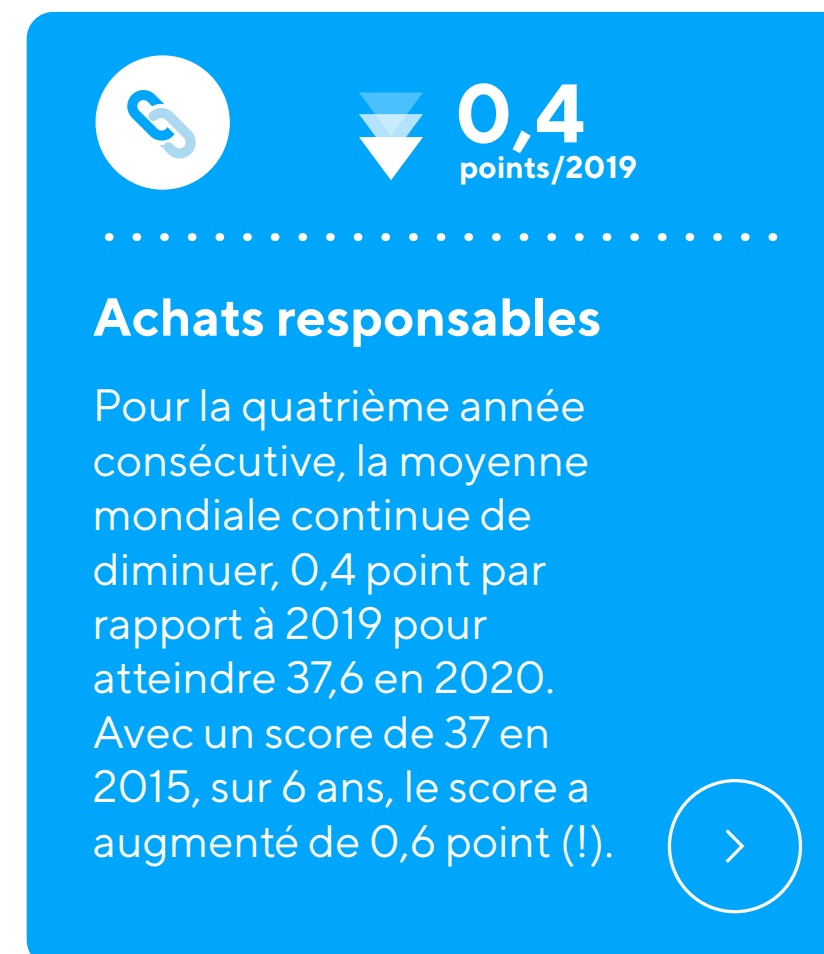 0,4
points/2019
Achats responsables
Pour la quatrième année
consécutive, la moyenne
mondiale continue de
diminuer, 0,4 point par
rapport à 2019 pour
atteindre 37,6 en 2020.
Avec un score de 37 en
2015, sur 6 ans, le score a
augmenté de 0,6 point (!).